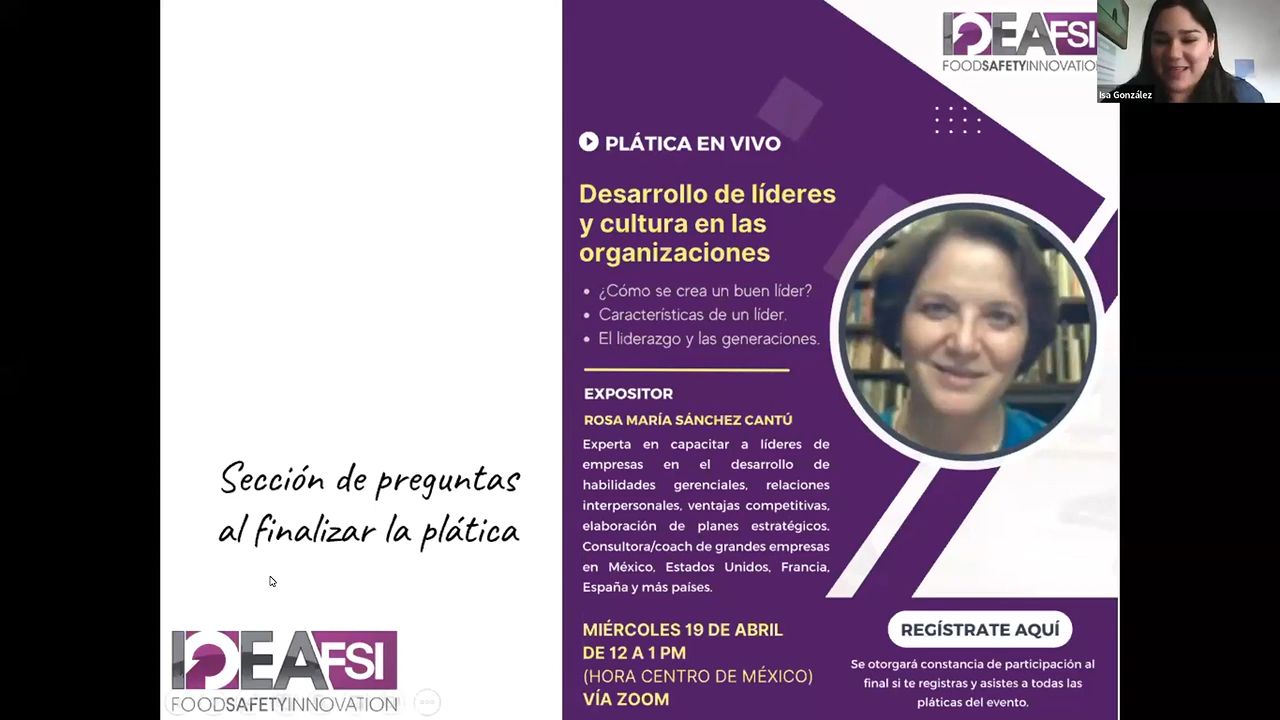 IDEAFSI
FOODSAFETYINNOVATIO
Isa González
PLÁTICA EN VIVO
Desarrollo de líderes
y cultura en las
organizaciones
• ¿Cómo se crea un buen líder?
• Características de un líder.
• El liderazgo y las generaciones.
EXPOSITOR
ROSA MARÍA SÁNCHEZ CANTÚ
Experta en capacitar a líderes de
empresas en el desarrollo de
habilidades gerenciales, relaciones
interpersonales, ventajas competitivas,
elaboración de planes estratégicos.
Consultora/coach de grandes empresas
en México, Estados Unidos, Francia,
España y más países.
MIÉRCOLES 19 DE ABRIL
DE 12 A 1 PM
(HORA CENTRO DE MÉXICO)
VÍA ZOOM
REGÍSTRATE AQUÍ
Se otorgará constancia de participación al
final si te registras y asistes a todas las
pláticas del evento.
Sección de preguntas
al finalizar la plática
IDEAFSI
FOODSAFETYINNOVATION